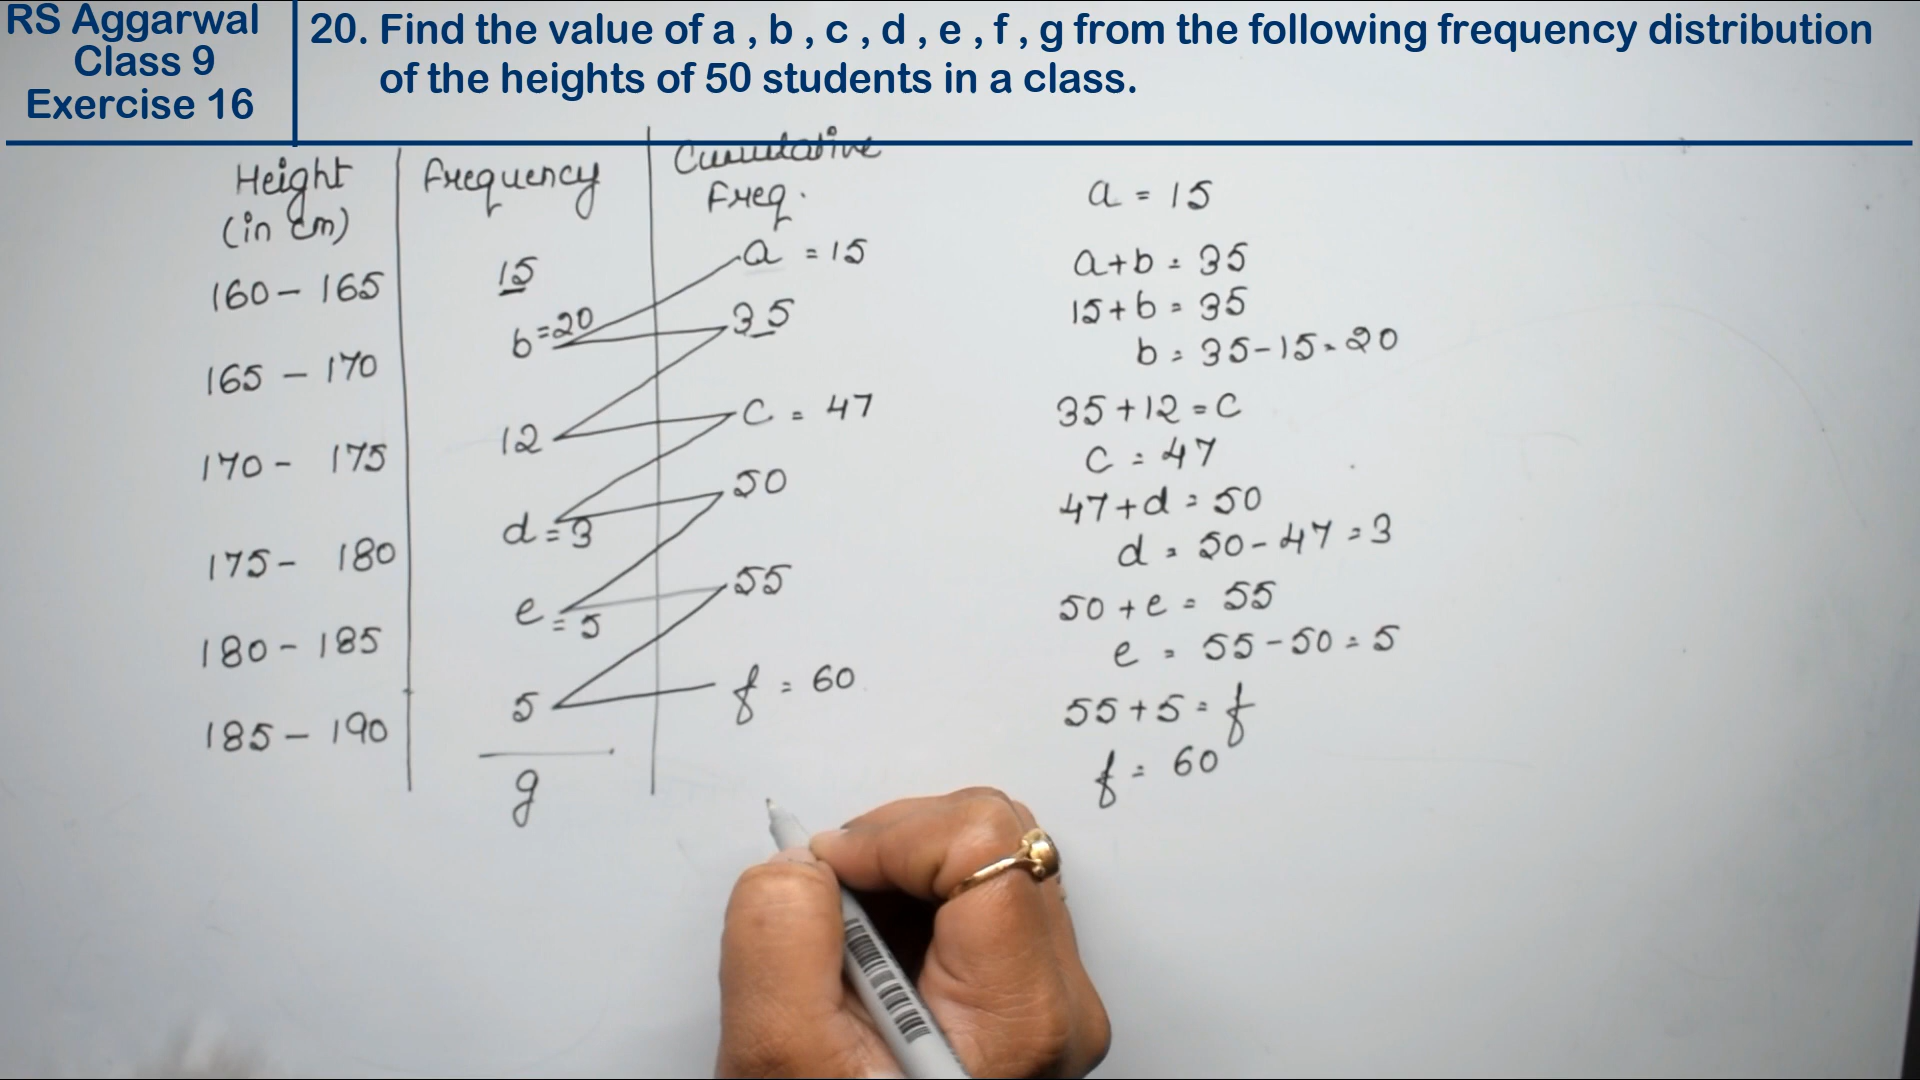 RS Aggarwal
Class 9
Exercise 16
20. Find the value of a , b , c , d , e , f , g from the following frequency distribution
of the heights of 50 students in a class.
Height
(in cm)
160 - 165
165 - 170
170 - 175
175 - 180
180 - 185
185 - 190
Frequency
15
b = 20
12
d = 3
e = 5
5
g
Cumulative
Freq.
a = 15
35
c = 47
50
55
f = 60
a = 15
a + b = 35
15 + b = 35
b = 35 - 15 = 20
35 + 12 = c
c = 47
47 + d = 50
d = 50 - 47 = 3
50 + e = 55
e = 55 - 50 = 5
55 + 5 = f
f = 60